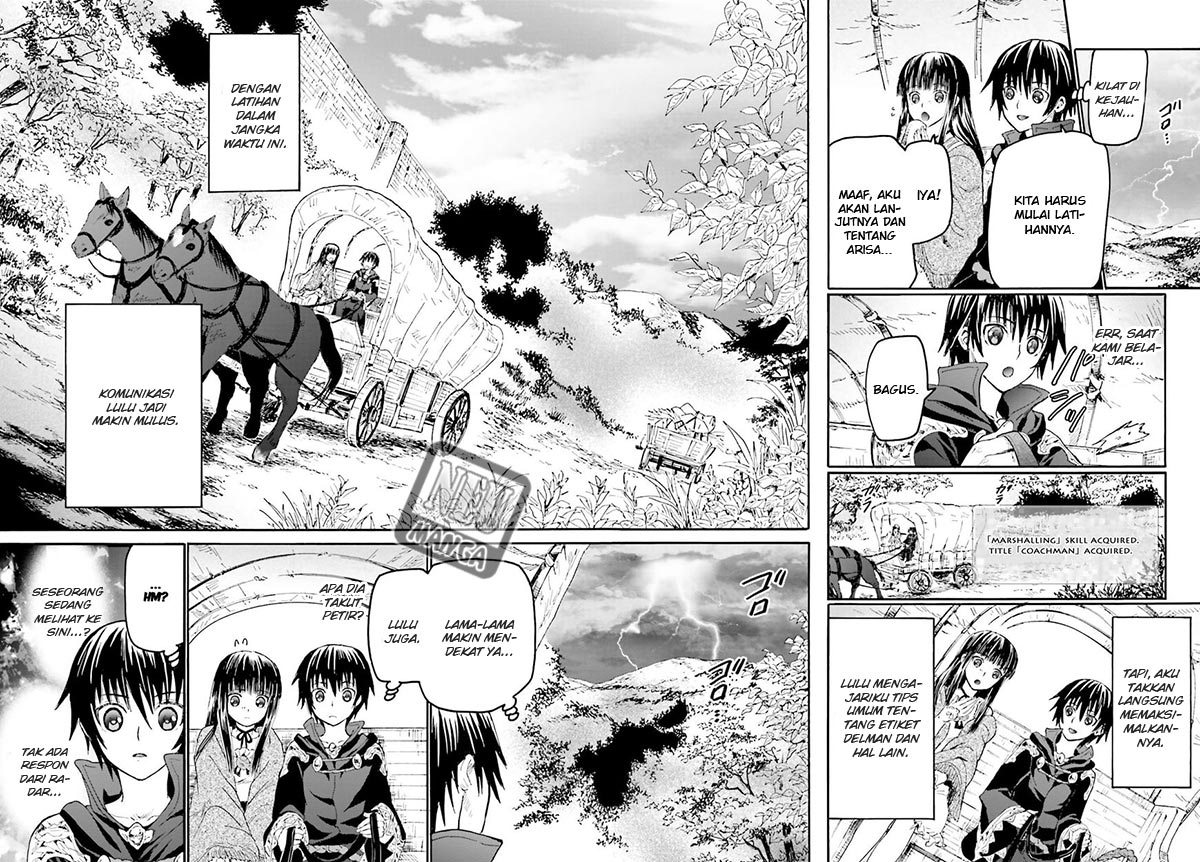 KILAT DI
KEJAU-
HAN...
KITA HARUS
MULAI LATI-
HANNYA.
IYA!
MAAF, AKU
AKAN LAN-
JUTNYA DAN
TENTANG
ARISA...
ERR, SAAT
KAMI BELA-
JAR...
BAGUS.
「MARSHALLING」 SKILL ACQUIRED.
TITLE 「COACHMAN」 ACQUIRED.
TAPI, AKU
TAKKAN
LANGSUNG
MEMAKSI-
MALKAN-
NYA.
LULU MENGA-
JARIKU TIPS
UMUM TEN-
TANG ETIKET
DELMAN DAN
HAL LAIN.
DENGAN
LATIHAN
DALAM
JANGKA
WAKTU INI.
KOMUNIKASI
LULU JADI
MAKIN MULUS.
NEW
MANGA
LAMA-LAMA
MAKIN MEN-
DEKAT YA...
LULU
JUGA.
APA DIA
TAKUT
PETIR?
...
HM?
SESEORANG
SEDANG
MELIHAT KE
SINI...?
TAK ADA
RESPON
DARI RA-
DAR...